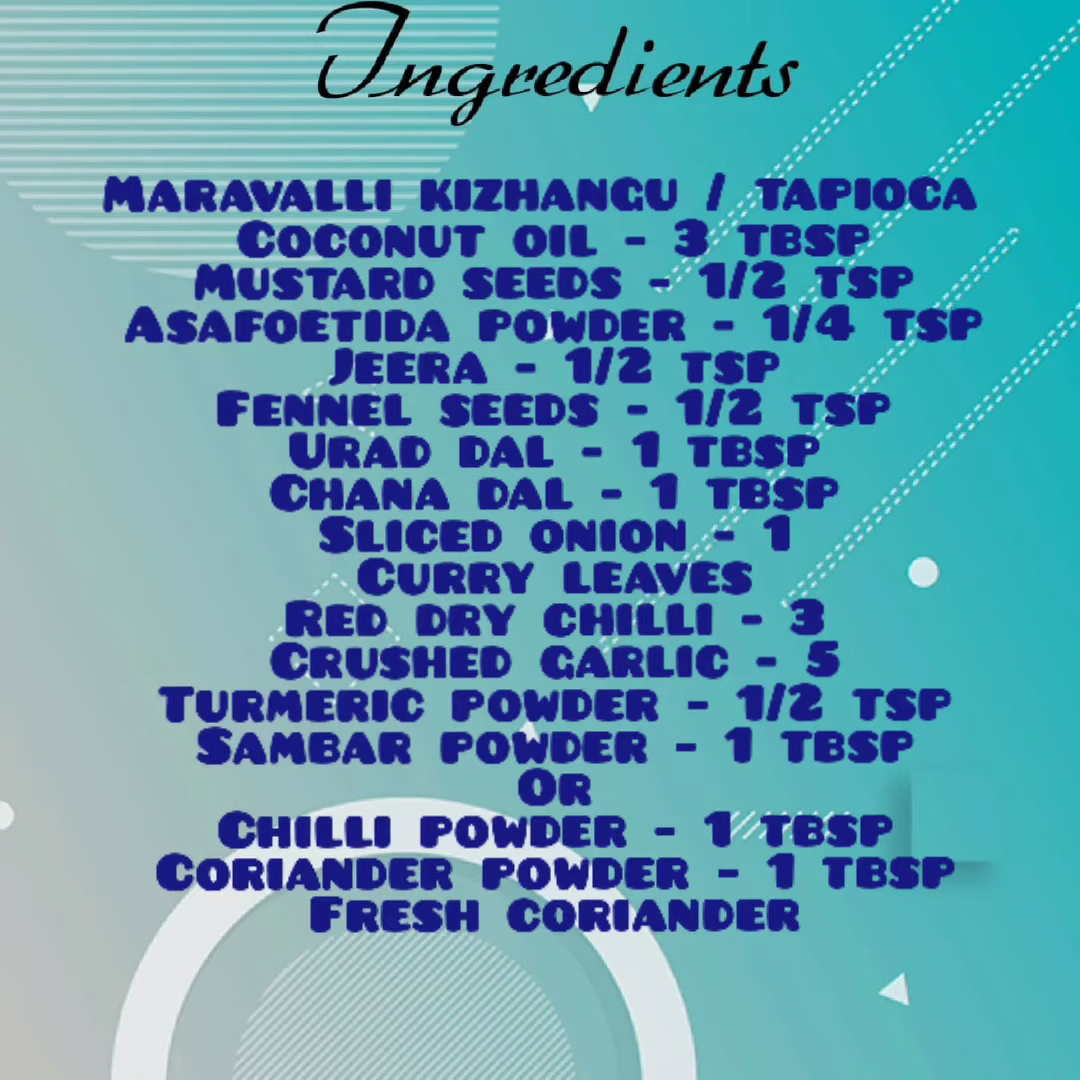 Ingredients
Maravalli kizhangu / tapioca
Coconut oil - 3 tbsp
Mustard seeds - 1/2 tsp
Asafoetida powder - 1/4 tsp
Jeera - 1/2 tsp
Fennel seeds - 1/2 tsp
Urad dal - 1 tbsp
Chana dal - 1 tbsp
Sliced onion - 1
Curry leaves
Red dry chilli - 3
Crushed garlic - 5
Turmeric powder - 1/2 tsp
Sambar powder - 1 tbsp
Or
Chilli powder - 1 tbsp
Coriander powder - 1 tbsp
Fresh coriander